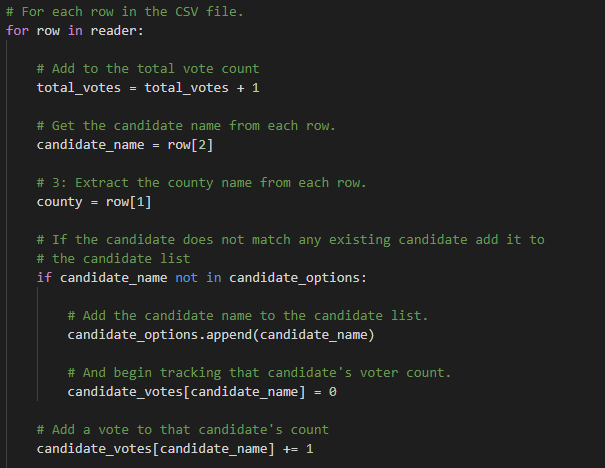 # For each row in the CSV file.
for row in reader:
# Add to the total vote count
total_votes = total_votes + 1
# Get the candidate name from each row.
candidate_name = row[2]
# 3: Extract the county name from each row.
county = row[1]
# If the candidate does not match any existing candidate add it to
# the candidate list
if candidate_name not in candidate_options:
# Add the candidate name to the candidate list.
candidate_options.append(candidate_name)
# And begin tracking that candidate's voter count.
candidate_votes[candidate_name] = 0
# Add a vote to that candidate's count
candidate_votes[candidate_name] += 1